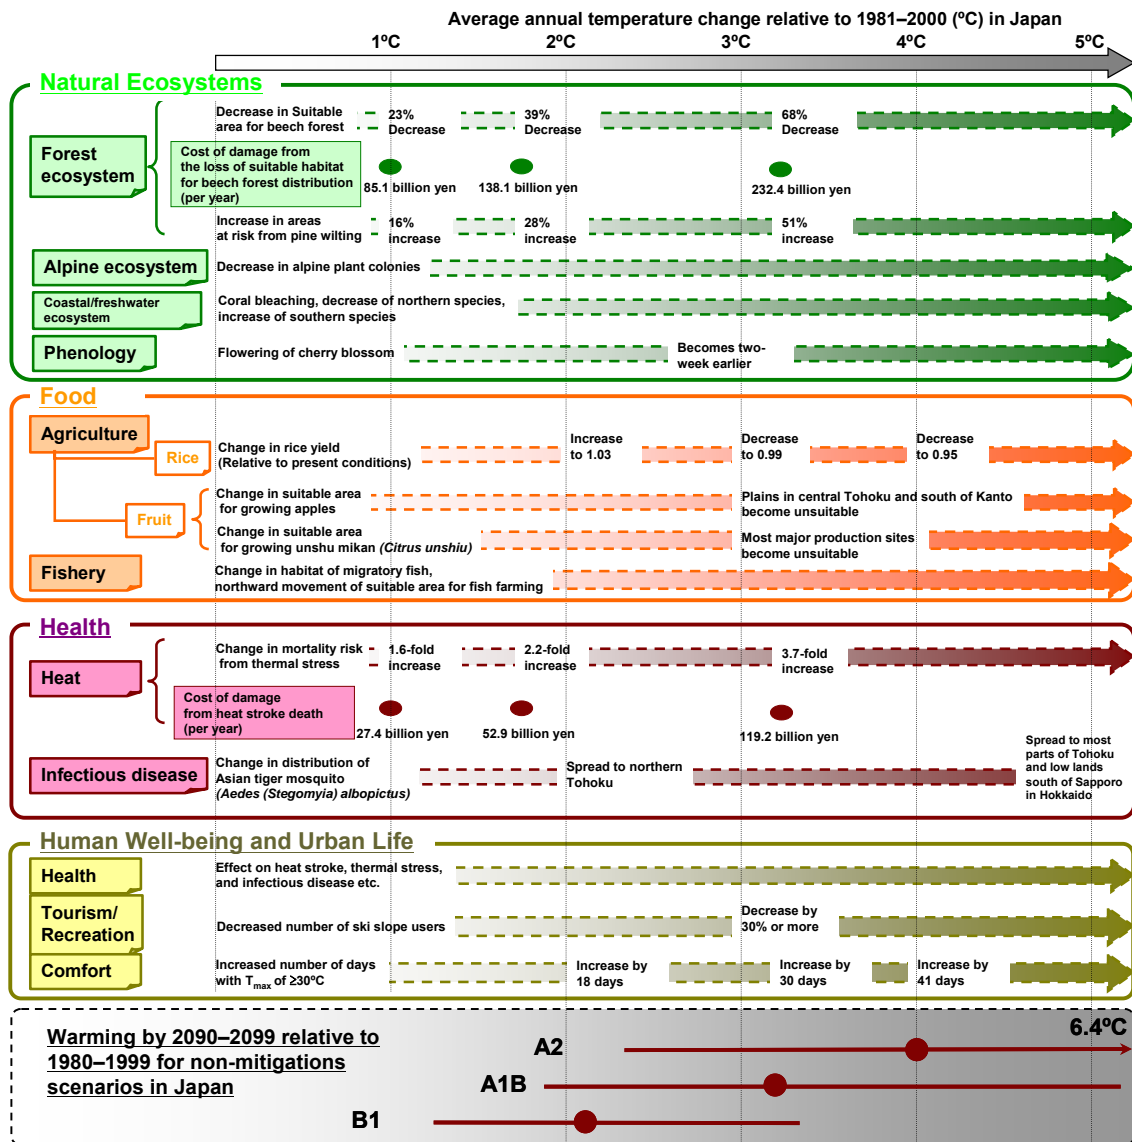 Average annual temperature change relative to 1981–2000 (ºC) in Japan
1ºC 2ºC 3ºC 4ºC 5ºC
Natural Ecosystems
Forest
ecosystem
Decrease in Suitable
area for beech forest
23%
Decrease
39%
Decrease
68%
Decrease
Cost of damage from
the loss of suitable habitat
for beech forest distribution
(per year)
85.1 billion yen
138.1 billion yen
232.4 billion yen
Increase in areas
at risk from pine wilting
16%
increase
28%
increase
51%
increase
Alpine ecosystem
Decrease in alpine plant colonies
Coastal/freshwater
ecosystem
Coral bleaching, decrease of northern species,
increase of southern species
Phenology
Flowering of cherry blossom
Becomes two-
week earlier
Food
Agriculture
Rice
Change in rice yield
(Relative to present conditions)
Increase
to 1.03
Decrease
to 0.99
Decrease
to 0.95
Fruit
Change in suitable area
for growing apples
Plains in central Tohoku and south of Kanto
become unsuitable
Change in suitable area
for growing unshu mikan (Citrus unshiu)
Most major production sites
become unsuitable
Fishery
Change in habitat of migratory fish,
northward movement of suitable area for fish farming
Health
Heat
Change in mortality risk
from thermal stress
1.6-fold
increase
2.2-fold
increase
3.7-fold
increase
Cost of damage
from heat stroke death
(per year)
27.4 billion yen
52.9 billion yen
119.2 billion yen
Infectious disease
Change in distribution of
Asian tiger mosquito
(Aedes (Stegomyia) albopictus)
Spread to northern
Tohoku
Spread to most
parts of Tohoku
and low lands
south of Sapporo
in Hokkaido
Human Well-being and Urban Life
Health
Effect on heat stroke, thermal stress,
and infectious disease etc.
Tourism/
Recreation
Decreased number of ski slope users
Decrease by
30% or more
Comfort
Increased number of days
with Tmax of ≥30ºC
Increase by
18 days
Increase by
30 days
Increase by
41 days
Warming by 2090–2099 relative to
1980–1999 for non-mitigations
scenarios in Japan
6.4ºC
A2
A1B
B1